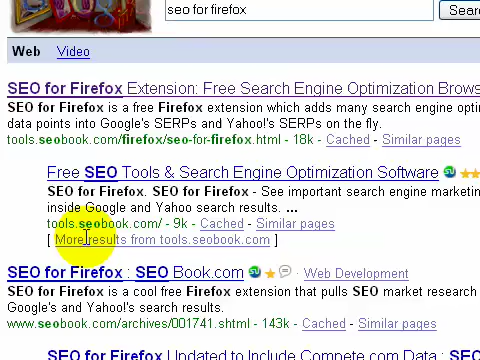 seo for firefox
Sear
Web Video
SEO for Firefox Extension: Free Search Engine Optimization Brows
SEO for Firefox is a free Firefox extension which adds many search engine opti
data points into Google's SERPs and Yahoo!'s SERPs on the fly.
tools.seobook.com/firefox/seo-for-firefox.html - 18k - Cached - Similar pages
Free SEO Tools & Search Engine Optimization Software
SEO for Firefox. SEO for Firefox - See important search engine marketin
inside Google and Yahoo search results. ...
tools.seobook.com/ - 9k - Cached - Similar pages
[ More results from tools.seobook.com ]
SEO for Firefox : SEO Book.com - Web Development
SEO for Firefox is a cool free Firefox extension that pulls SEO market research
Google's and Yahoo!'s search results.
www.seobook.com/archives/001741.shtml - 143k - Cached - Similar pages
SEO for Firefox Updated to Include Compete.com Data : SE